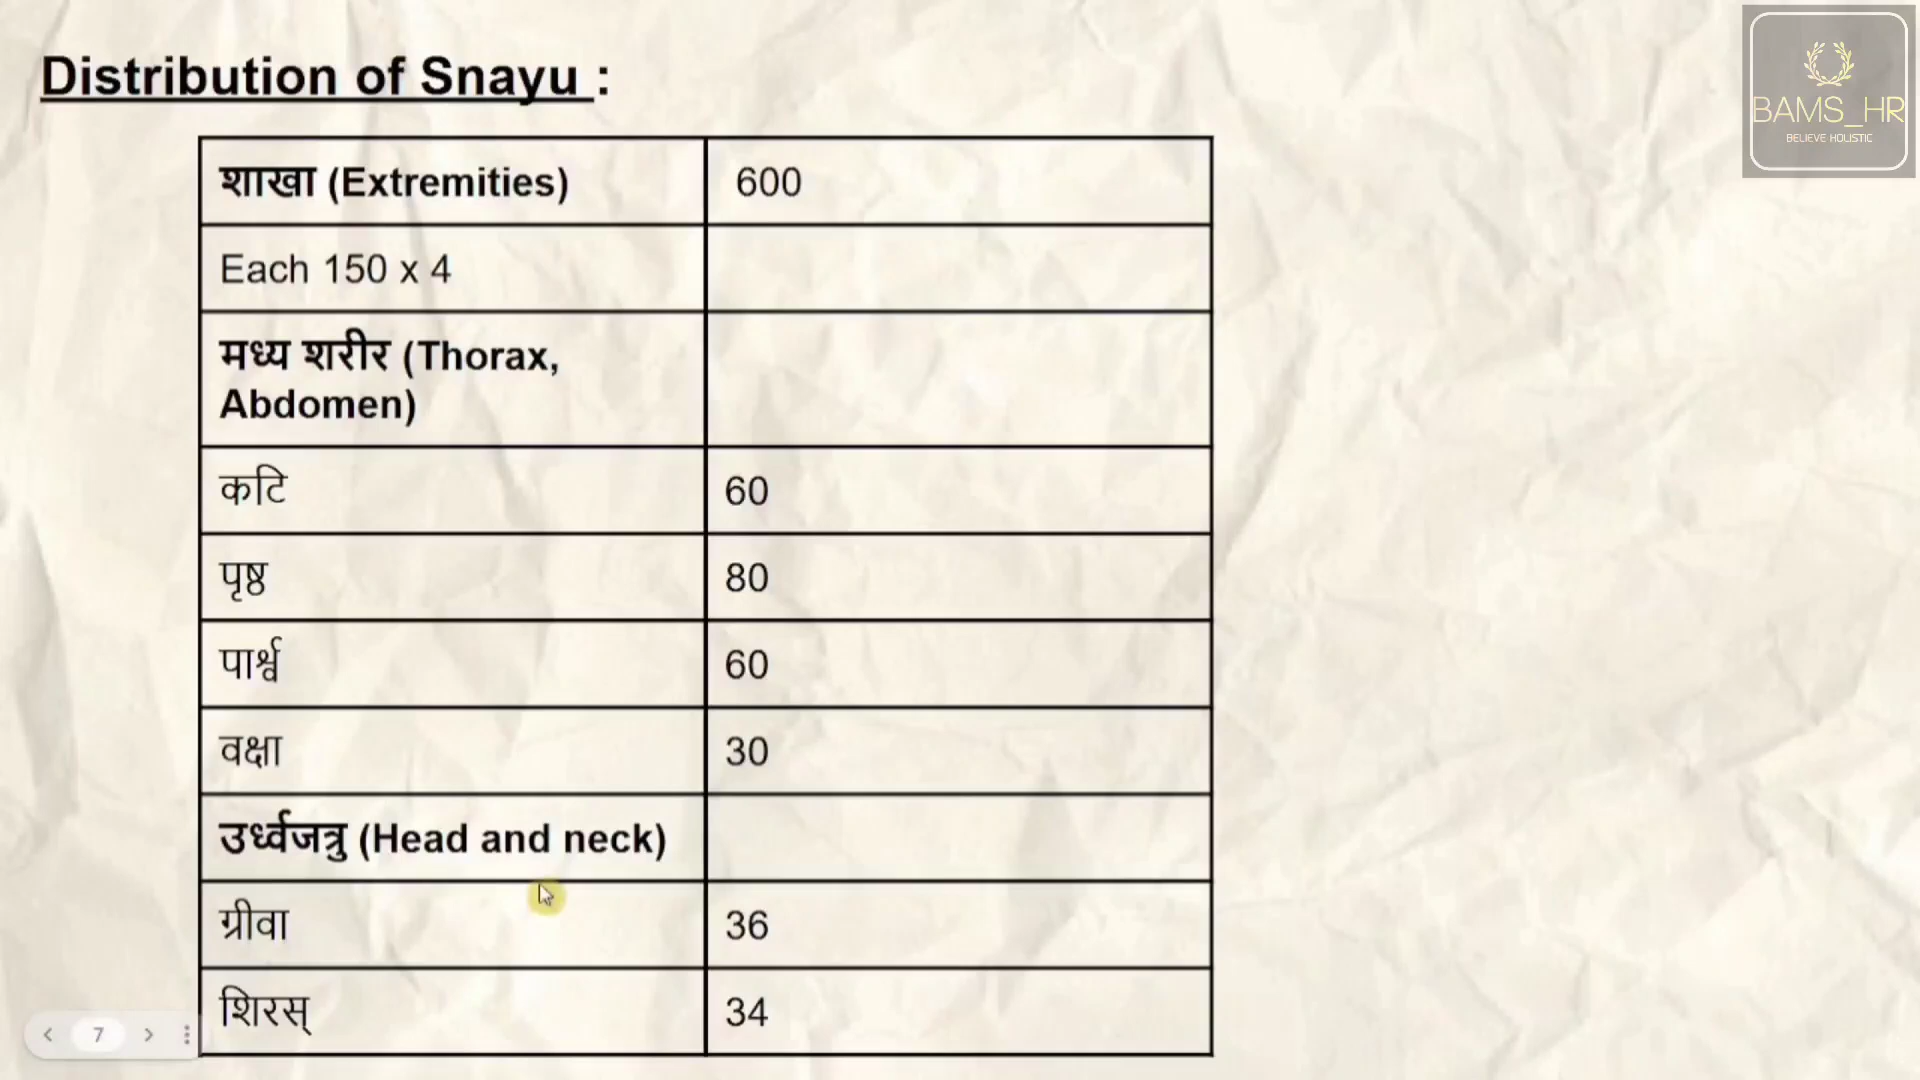 Distribution of Snayu :
BAMS_HR
BELIEVE HOLISTIC
शाखा (Extremities) 600
Each 150 x 4
मध्य शरीर (Thorax,
Abdomen)
कटि 60
पृष्ठ 80
पार्श्व 60
वक्षा 30
उर्ध्वजत्रु (Head and neck)
ग्रीवा 36
शिरस् 34
7